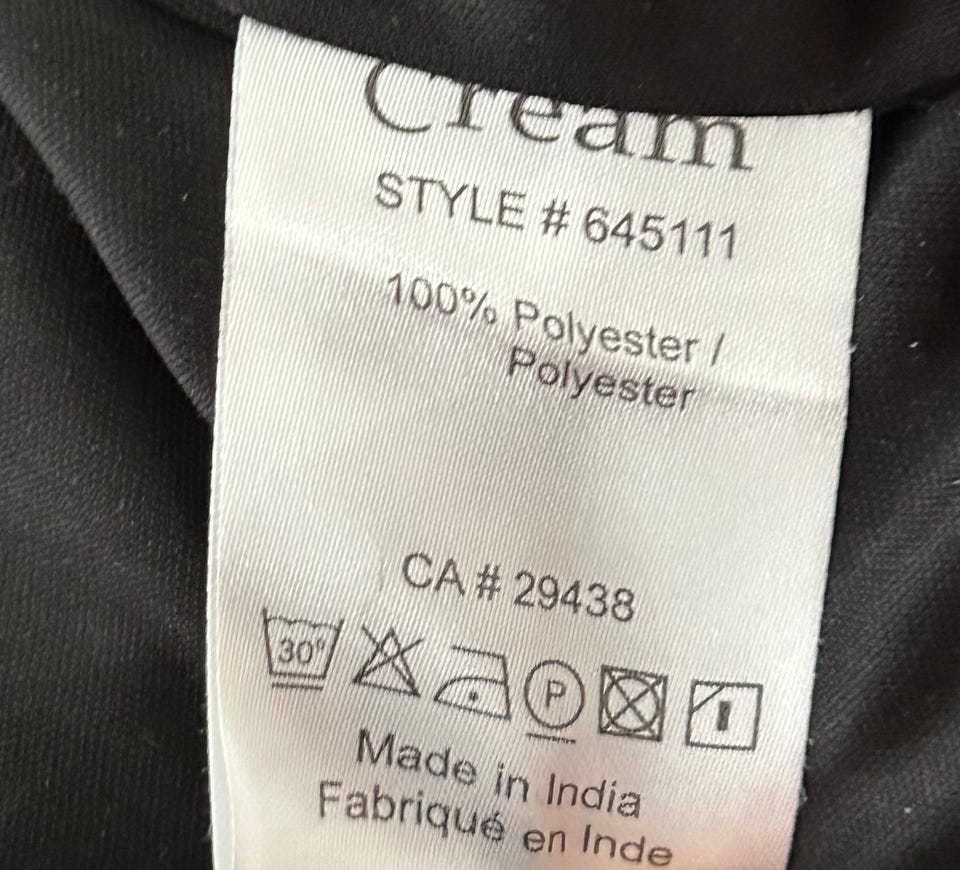 Cream
STYLE # 645111
100% Polyester /
Polyester
CA # 29438
30°
P
Made in India
Fabriqué en Inde